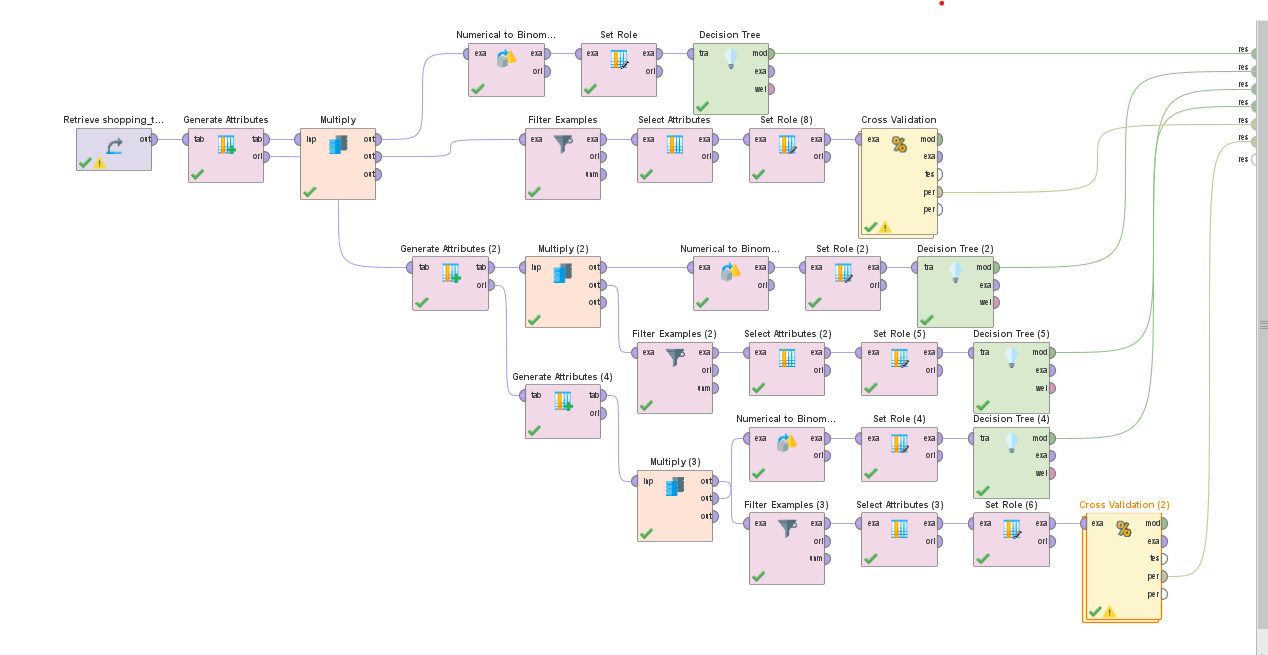 Numerical to Binom...
Set Role
Decision Tree
exa exa ori
exa exa ori
tra mod exa wei
res
res
res
res
res
res
res
Retrieve shopping_t...
Generate Attributes
Multiply
Filter Examples
Select Attributes
Set Role (8)
Cross Validation
out
tab tab ori
inp out out out
exa exa ori unm
exa exa ori
exa exa ori
exa mod exa tes per per
Generate Attributes (2)
Multiply (2)
Numerical to Binom...
Set Role (2)
Decision Tree (2)
tab tab ori
inp out out out
exa exa ori
exa exa ori
tra mod exa wei
Filter Examples (2)
Select Attributes (2)
Set Role (5)
Decision Tree (5)
exa exa ori unm
exa exa ori
exa exa ori
tra mod exa wei
Generate Attributes (4)
tab tab ori
Numerical to Binom...
Set Role (4)
Decision Tree (4)
exa exa ori
exa exa ori
tra mod exa wei
Multiply (3)
inp out out out
Filter Examples (3)
Select Attributes (3)
Set Role (6)
Cross Validation (2)
exa exa ori unm
exa exa ori
exa exa ori
exa mod exa tes per per